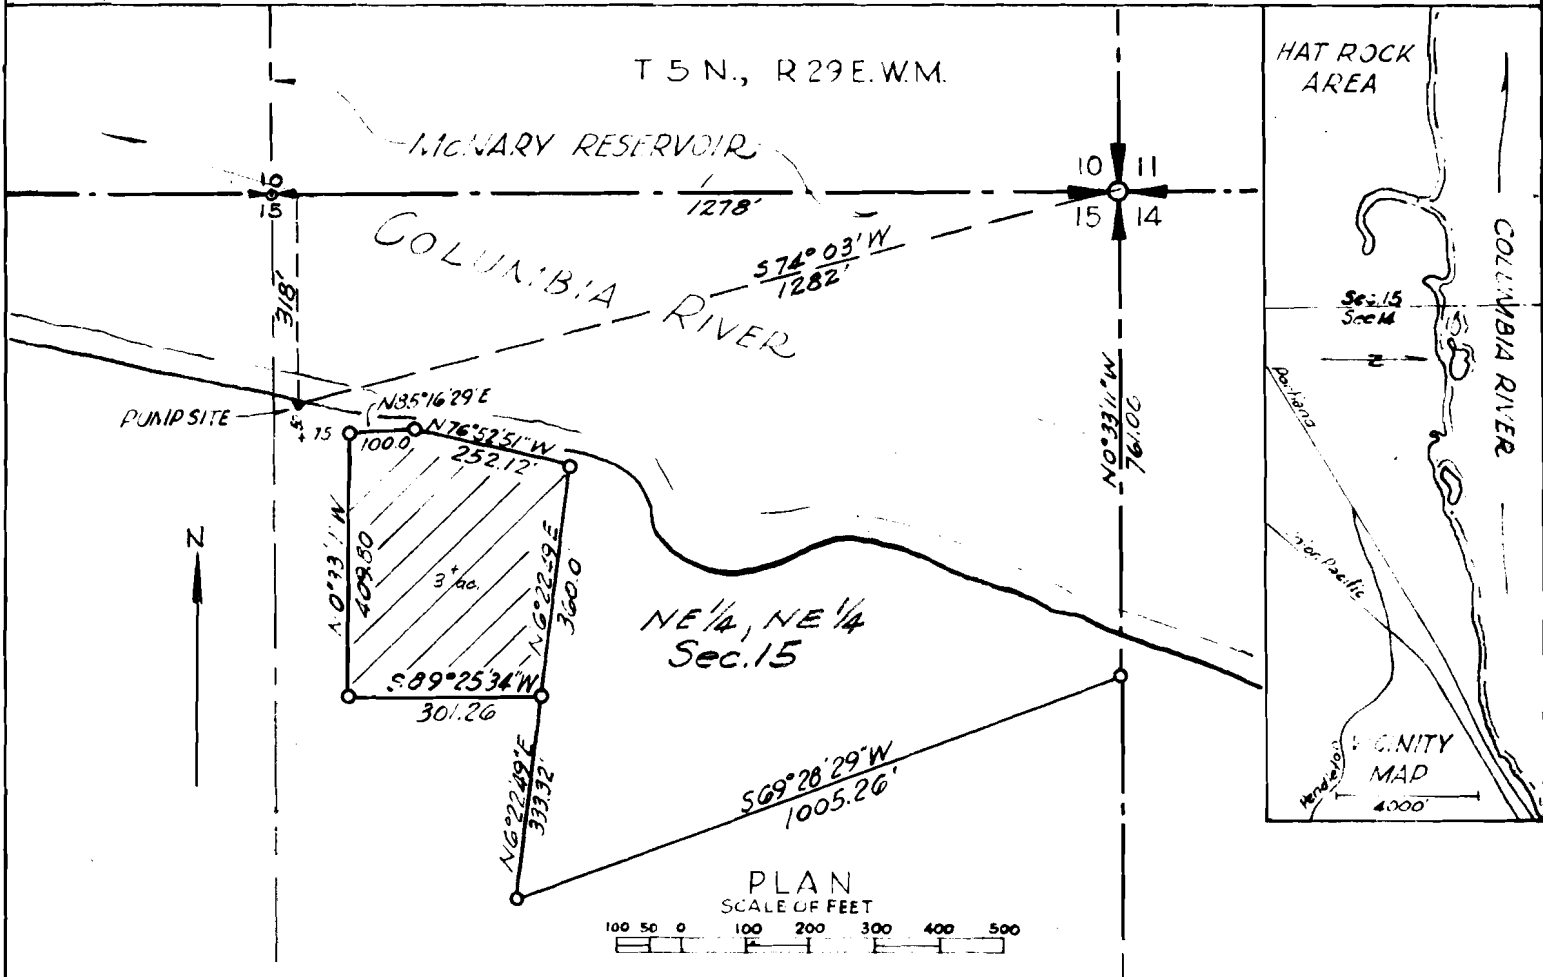 T 5 N., R 29 E. W.M.
McNARY RESERVOIR
10 11
15 14
15
1278'
COLUMBIA
RIVER
S 74° 03' W
1282'
318'
PUMP SITE
N 0° 33' 11" W
761.00
N 85° 16' 29" E
100.0
15
N 76° 52' 51" W
252.12'
N 0° 33' 11" W
409.80
3± ac.
N 6° 22' 49" E
360.0'
S 89° 25' 34" W
301.26
NE 1/4, NE 1/4
Sec. 15
N 6° 22' 49" E
333.32'
S 69° 28' 29" W
1005.26'
Z
PLAN
SCALE OF FEET
100 50 0 100 200 300 400 500
HAT ROCK
AREA
COLUMBIA RIVER
Sec. 15
Sec 14
Z
Pacific
Pendleton
VICINITY
MAP
4000'